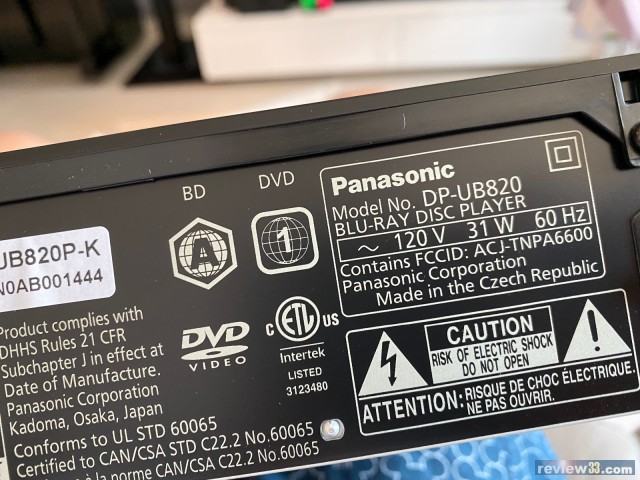 BD
DVD
A
1
Panasonic
Model No. DP-UB820
BLU-RAY DISC PLAYER
～ 120 V 31 W 60 Hz
Contains FCCID: ACJ-TNPA6600
Panasonic Corporation
Made in the Czech Republic
UB820P-K
N0AB001444
Product complies with
DHHS Rules 21 CFR
Subchapter J in effect at
Date of Manufacture.
Panasonic Corporation
Kadoma, Osaka, Japan
DVD
VIDEO
C ETL US
Intertek
LISTED
3123480
CAUTION
RISK OF ELECTRIC SHOCK
DO NOT OPEN
ATTENTION: RISQUE DE CHOC ÉLECTRIQUE.
NE PAS OUVRIR.
Conforms to UL STD 60065
Certified to CAN/CSA STD C22.2 No.60065
à la norme CAN/CSA C22.2 No.60065
review33.com